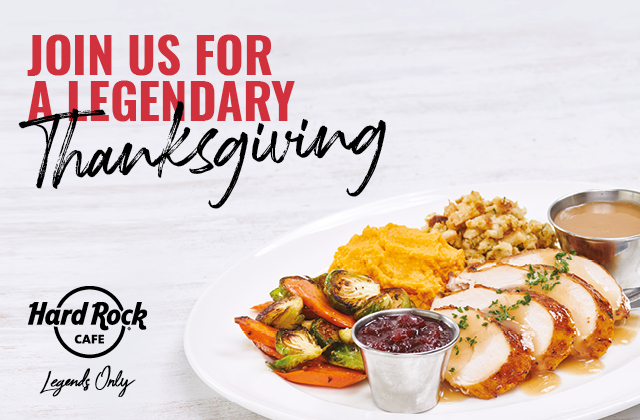 JOIN US FOR
A LEGENDARY
Thanksgiving
Hard Rock
CAFE
Legends Only